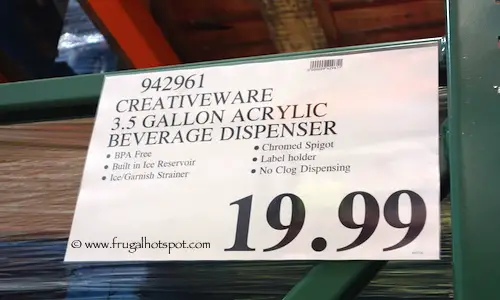 942961
CREATIVEWARE
3.5 GALLON ACRYLIC
BEVERAGE DISPENSER
• BPA Free
• Built in Ice Reservoir
• Ice/Garnish Strainer
• Chromed Spigot
• Label holder
• No Clog Dispensing
19.99
© www.frugalhotspot.com